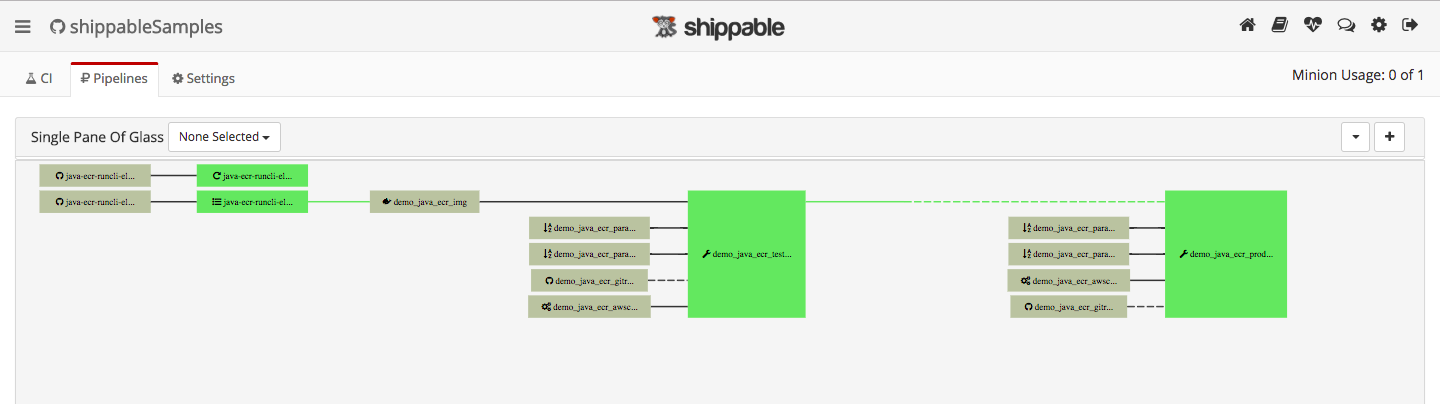 shippableSamples
shippable
CI
Pipelines
Settings
Minion Usage: 0 of 1
Single Pane Of Glass
None Selected
java-ecr-runcli-el...
java-ecr-runcli-el...
java-ecr-runcli-el...
java-ecr-runcli-el...
demo_java_ecr_img
demo_java_ecr_para...
demo_java_ecr_para...
demo_java_ecr_gitr...
demo_java_ecr_awsc...
demo_java_ecr_test...
demo_java_ecr_para...
demo_java_ecr_para...
demo_java_ecr_awsc...
demo_java_ecr_gitr...
demo_java_ecr_prod...